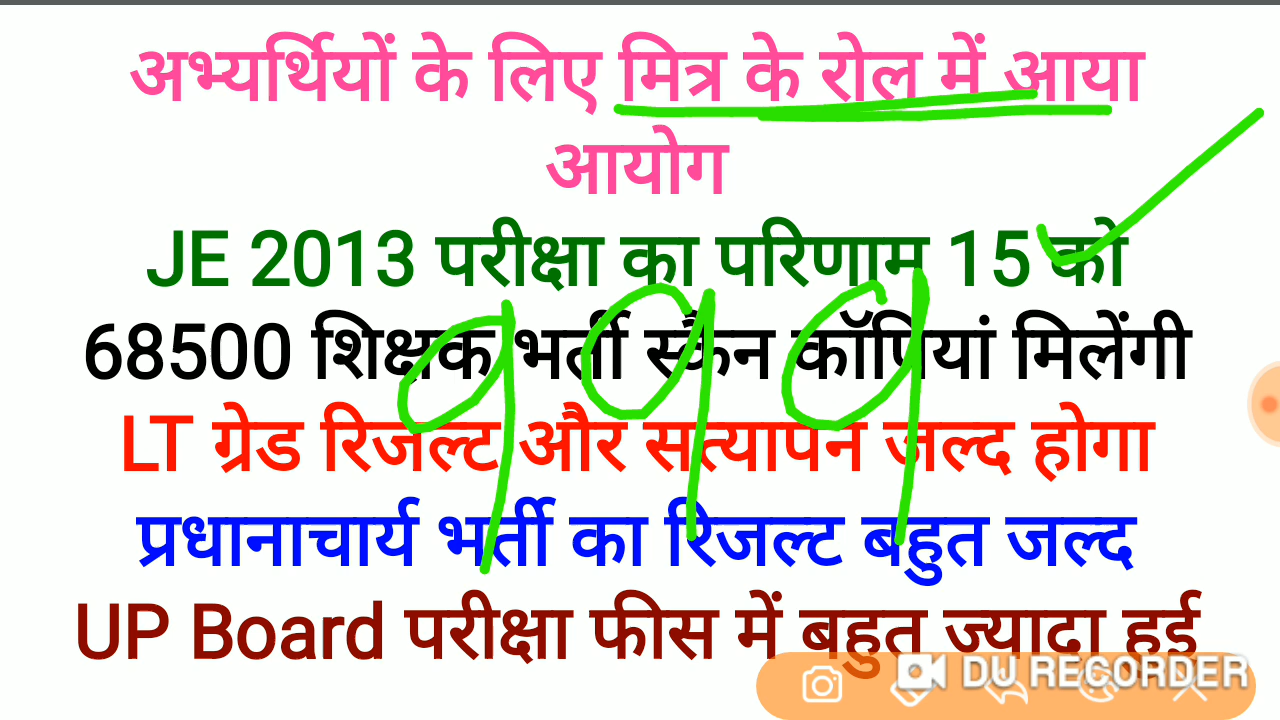 अभ्यर्थियों के लिए मित्र के रोल में आया
आयोग
JE 2013 परीक्षा का परिणाम 15 को
68500 शिक्षक भर्ती स्कैन कॉपियां मिलेंगी
LT ग्रेड रिजल्ट और सत्यापन जल्द होगा
प्रधानाचार्य भर्ती का रिजल्ट बहुत जल्द
UP Board परीक्षा फीस में बहुत ज्यादा हुई
999
DU RECORDER